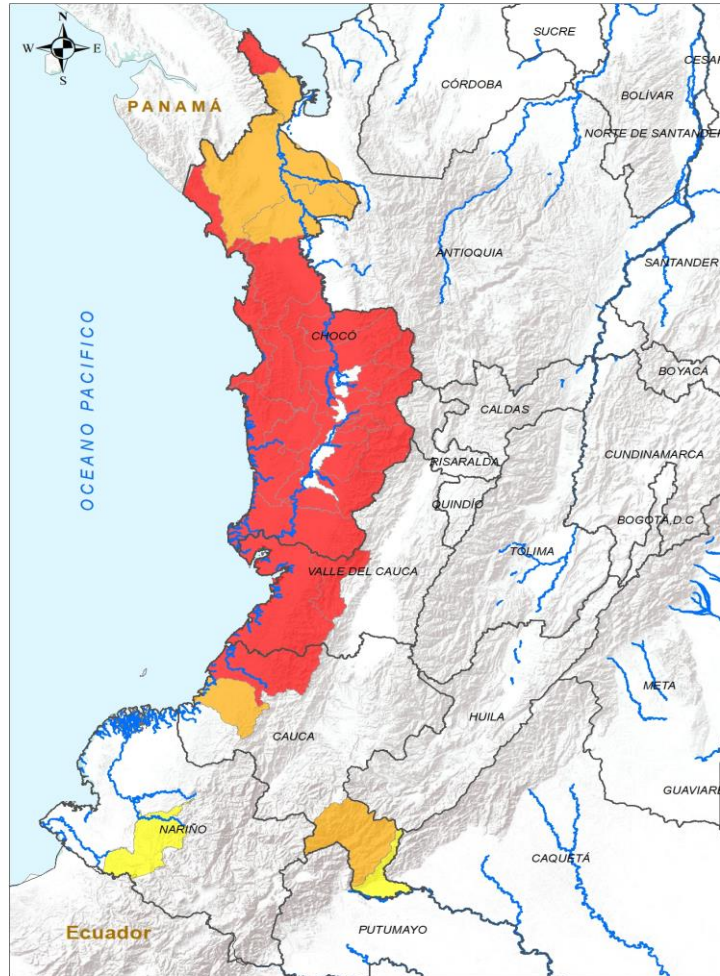 SUCRE
N
W E
S
CESAR
CÓRDOBA
BOLÍVAR
PANAMÁ
NORTE DE SANTANDER
ANTIOQUIA
SANTANDER
OCEANO PACIFICO
CHOCÓ
BOYACÁ
CALDAS
CUNDINAMARCA
RISARALDA
QUINDÍO
BOGOTÁ, D.C
TOLIMA
VALLE DEL CAUCA
META
HUILA
CAUCA
GUAVIARE
NARIÑO
CAQUETÁ
Ecuador
PUTUMAYO